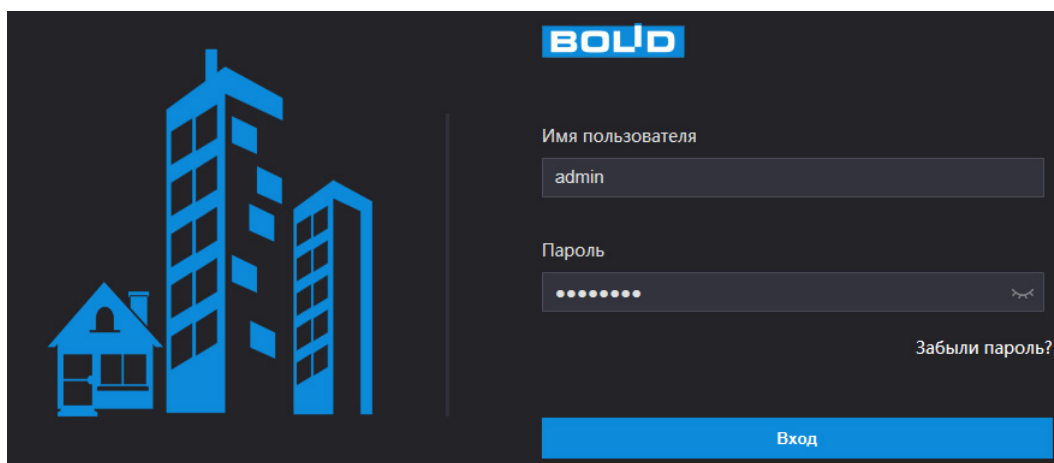 BOLID
Имя пользователя
admin
Пароль
••••••••
Забыли пароль?
Вход